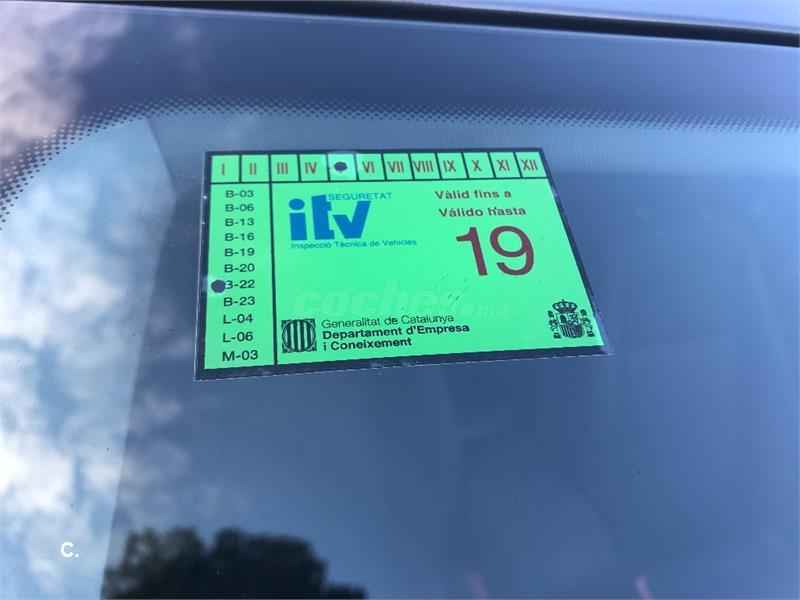 I II III IV VI VII VIII IX X XI XII
B-03
B-06
B-13
B-16
B-19
B-20
B-22
B-23
L-04
L-06
M-03
SEGURETAT
itv
Inspecció Tècnica de Vehicles
Vàlid fins a
Válido hasta
19
coches.net
Generalitat de Catalunya
Departament d'Empresa
i Coneixement
C.